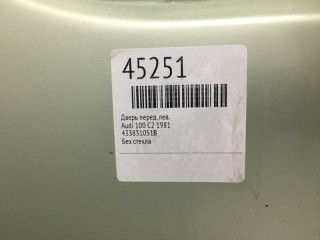 45251
Дверь перед. лев.
Audi 100 C2 1981
433831051B
Без стекла